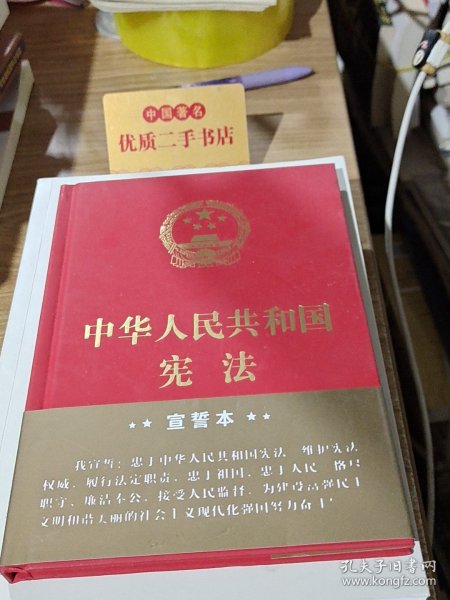 中国著名
优质二手书店
中华人民共和国
宪法
★★ 宣誓本 ★★
我宣誓：忠于中华人民共和国宪法 维护宪法
权威，履行法定职责，忠于祖国、忠于人民 恪尽
职守、廉洁奉公，接受人民监督，为建设富强民主
文明和谐美丽的社会主义现代化强国努力奋斗！
孔夫子旧书网
www.kongfz.com